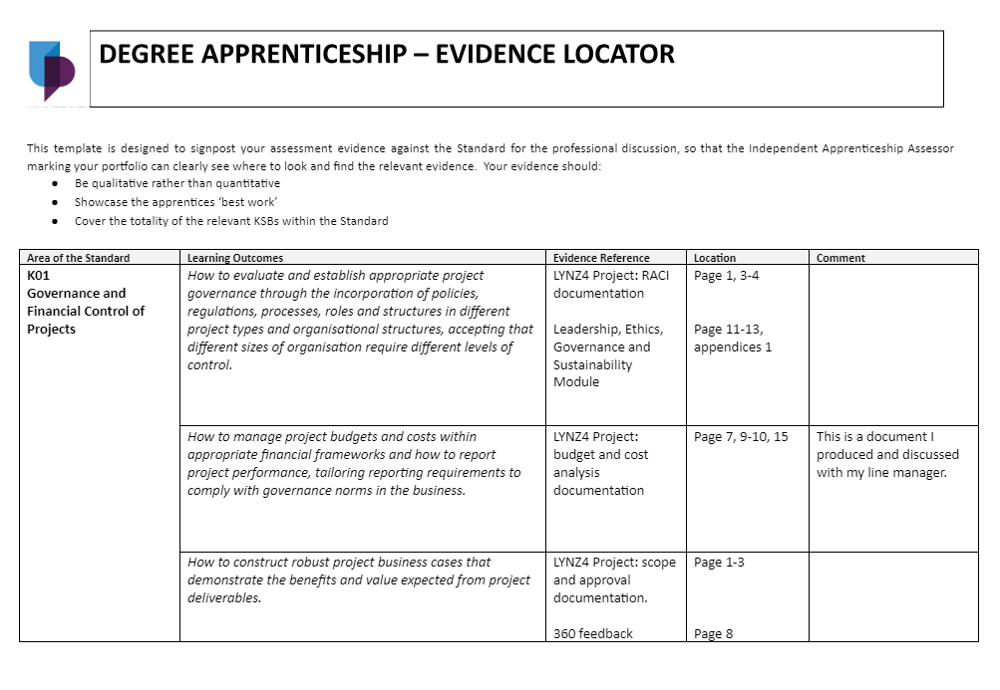 DEGREE APPRENTICESHIP – EVIDENCE LOCATOR
This template is designed to signpost your assessment evidence against the Standard for the professional discussion, so that the Independent Apprenticeship Assessor
marking your portfolio can clearly see where to look and find the relevant evidence. Your evidence should:
● Be qualitative rather than quantitative
● Showcase the apprentices ‘best work’
● Cover the totality of the relevant KSBs within the Standard
Area of the Standard
Learning Outcomes
Evidence Reference
Location
Comment
K01
Governance and
Financial Control of
Projects
How to evaluate and establish appropriate project
governance through the incorporation of policies,
regulations, processes, roles and structures in different
project types and organisational structures, accepting that
different sizes of organisation require different levels of
control.
LYNZ4 Project: RACI
documentation
Leadership, Ethics,
Governance and
Sustainability
Module
Page 1, 3-4
Page 11-13,
appendices 1
How to manage project budgets and costs within
appropriate financial frameworks and how to report
project performance, tailoring reporting requirements to
comply with governance norms in the business.
LYNZ4 Project:
budget and cost
analysis
documentation
Page 7, 9-10, 15
This is a document I
produced and discussed
with my line manager.
How to construct robust project business cases that
demonstrate the benefits and value expected from project
deliverables.
LYNZ4 Project: scope
and approval
documentation.
360 feedback
Page 1-3
Page 8